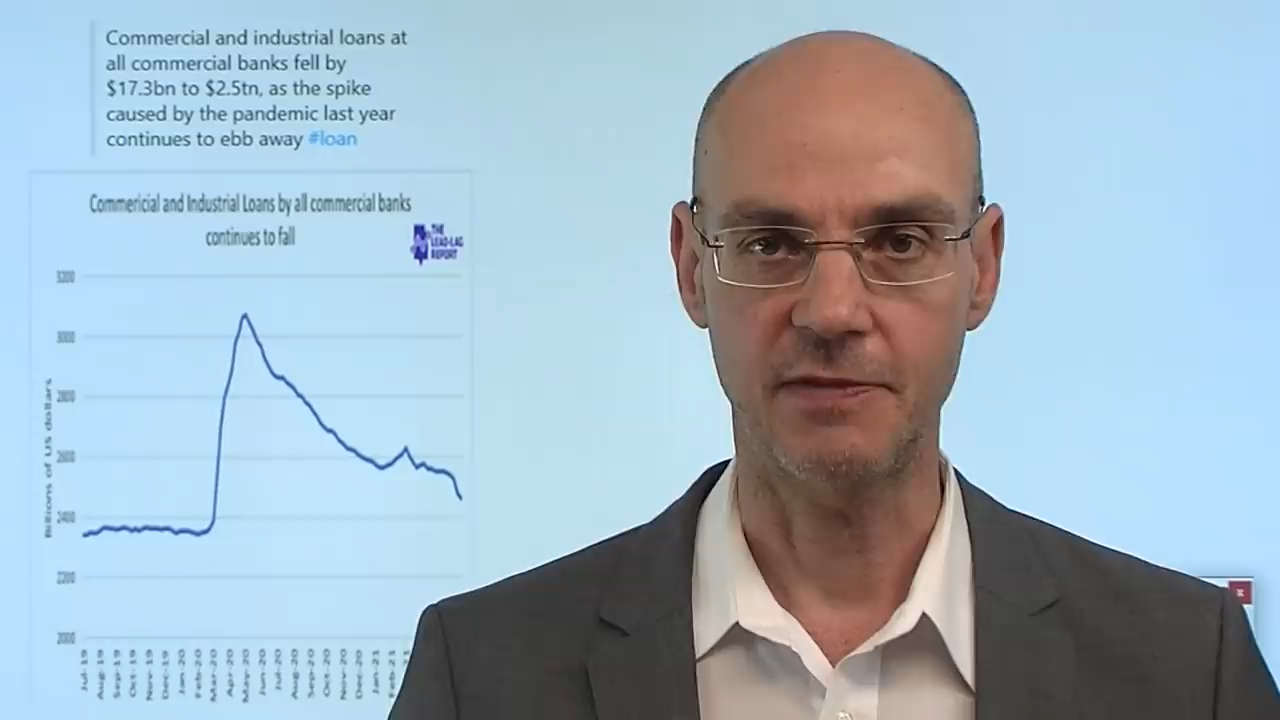 Commercial and industrial loans at
all commercial banks fell by
$17.3bn to $2.5tn, as the spike
caused by the pandemic last year
continues to ebb away #loan
Commericial and Industrial Loans by all commercial banks
continues to fall
THE
LEAD-LAG
REPORT
3200
3000
2800
2600
2400
2200
2000
Billions of US dollars
Jul-19
Aug-19
Sep-19
Oct-19
Nov-19
Dec-19
Jan-20
Feb-20
Mar-20
Apr-20
May-20
Jun-20
Jul-20
Aug-20
Sep-20
Oct-20
Nov-20
Dec-20
Jan-21
Feb-21